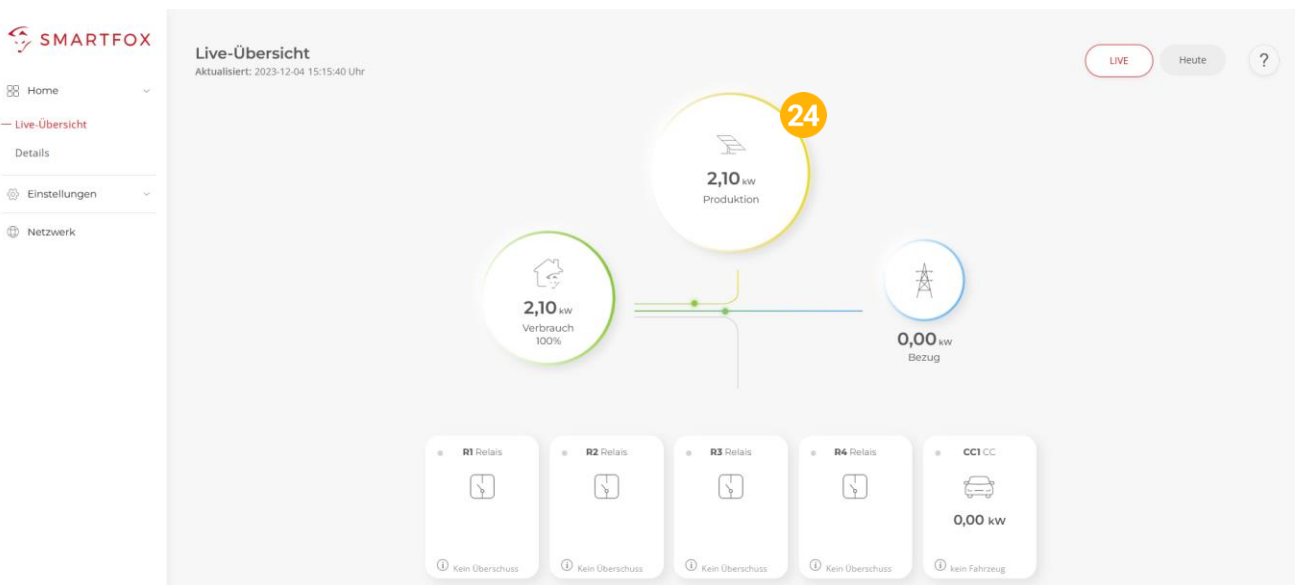 SMARTFOX
Home
Live-Übersicht
Details
Einstellungen
Netzwerk
Live-Übersicht
Aktualisiert: 2023-12-04 15:15:40 Uhr
LIVE
Heute
?
24
2,10 kW
Produktion
2,10 kW
Verbrauch
100%
0,00 kW
Bezug
R1 Relais
Kein Überschuss
R2 Relais
Kein Überschuss
R3 Relais
Kein Überschuss
R4 Relais
Kein Überschuss
CC1 CC
0,00 kW
kein Fahrzeug